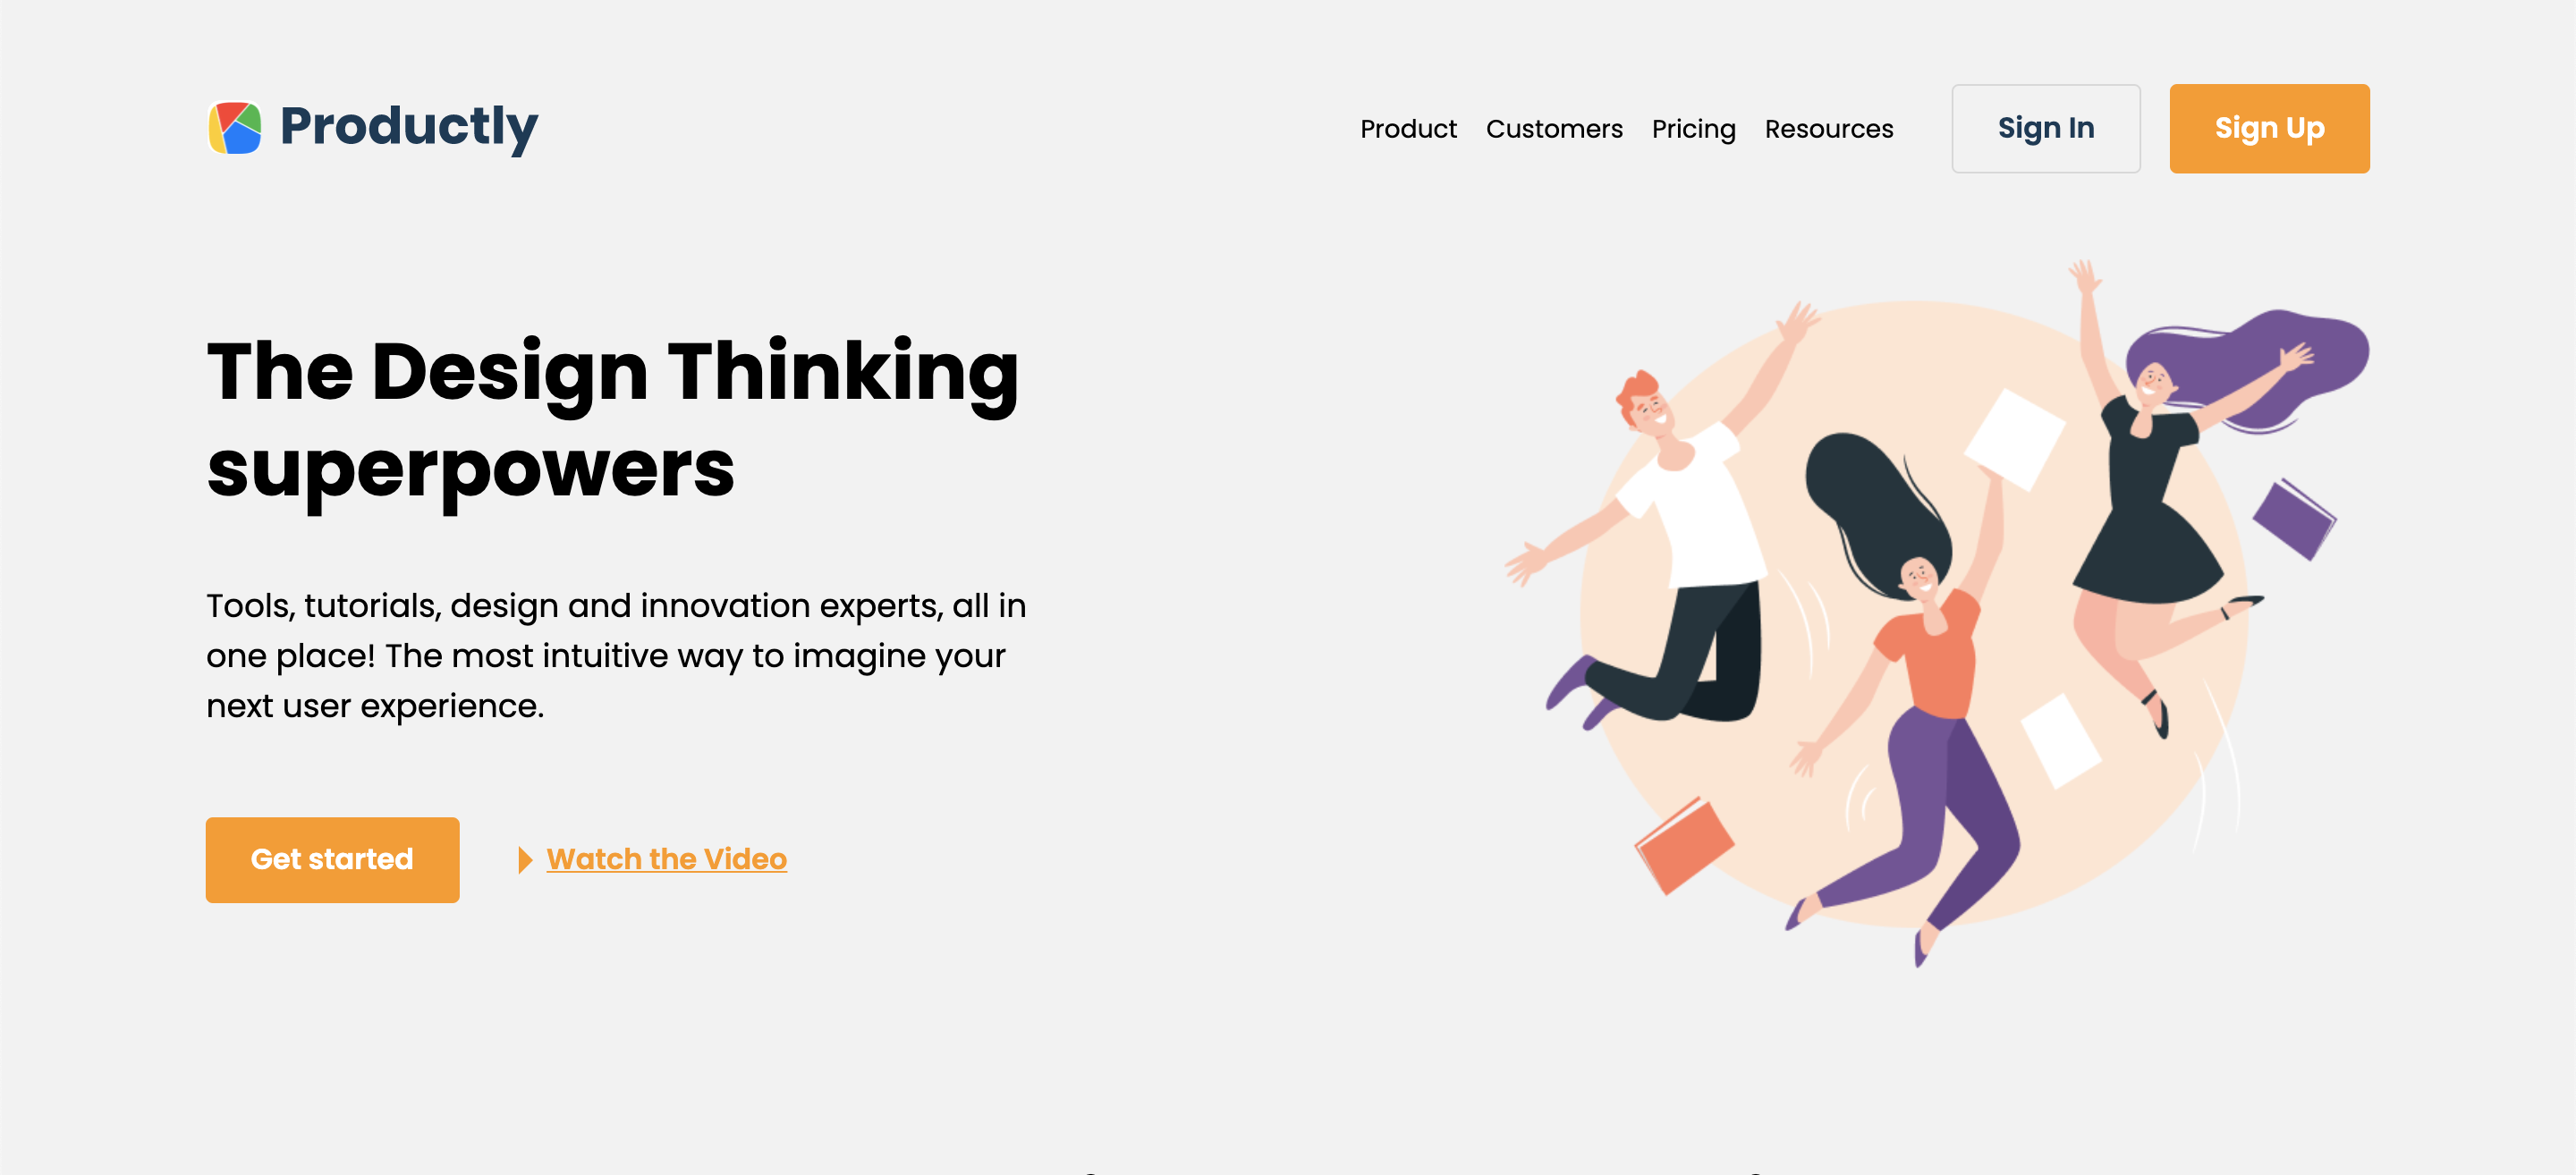 Productly
Product Customers Pricing Resources Sign In Sign Up
The Design Thinking
superpowers
Tools, tutorials, design and innovation experts, all in
one place! The most intuitive way to imagine your
next user experience.
Get started Watch the Video